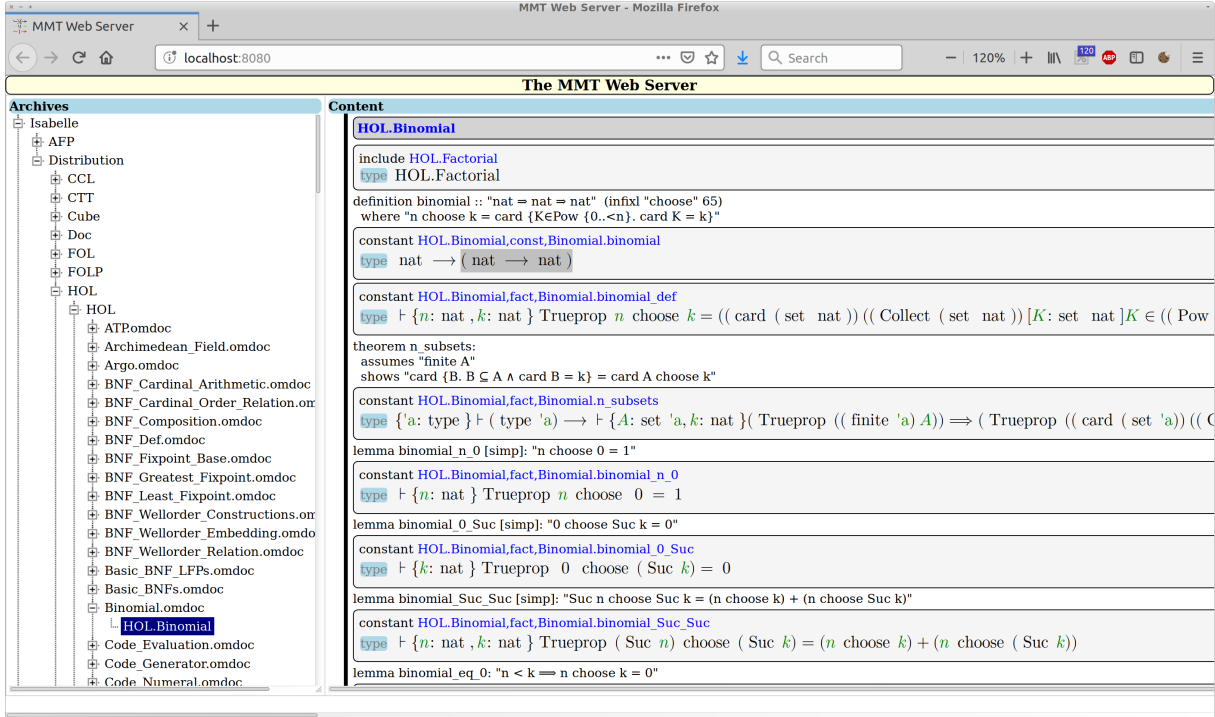 MMT Web Server - Mozilla Firefox
MMT Web Server
localhost:8080
Search
120%
120
ABP
The MMT Web Server
Archives
Isabelle
AFP
Distribution
CCL
CTT
Cube
Doc
FOL
FOLP
HOL
HOL
ATP.omdoc
Archimedean_Field.omdoc
Argo.omdoc
BNF_Cardinal_Arithmetic.omdoc
BNF_Cardinal_Order_Relation.om
BNF_Composition.omdoc
BNF_Def.omdoc
BNF_Fixpoint_Base.omdoc
BNF_Greatest_Fixpoint.omdoc
BNF_Least_Fixpoint.omdoc
BNF_Wellorder_Constructions.om
BNF_Wellorder_Embedding.omdo
BNF_Wellorder_Relation.omdoc
Basic_BNF_LFPs.omdoc
Basic_BNFs.omdoc
Binomial.omdoc
HOL.Binomial
Code_Evaluation.omdoc
Code_Generator.omdoc
Code_Numeral.omdoc
Content
HOL.Binomial
include HOL.Factorial
type HOL.Factorial
definition binomial :: "nat ⇒ nat ⇒ nat" (infixl "choose" 65)
where "n choose k = card {K∈Pow {0..<n}. card K = k}"
constant HOL.Binomial,const,Binomial.binomial
type nat ⟶ ( nat ⟶ nat )
constant HOL.Binomial,fact,Binomial.binomial_def
type ⊢ {n: nat , k: nat } Trueprop n choose k = (( card ( set nat )) (( Collect ( set nat )) [K: set nat ]K ∈ (( Pow
theorem n_subsets:
assumes "finite A"
shows "card {B. B ⊆ A ∧ card B = k} = card A choose k"
constant HOL.Binomial,fact,Binomial.n_subsets
type {'a: type } ⊢ ( type 'a) ⟶ ⊢ {A: set 'a, k: nat }( Trueprop (( finite 'a) A)) ⟹ ( Trueprop (( card ( set 'a)) (( C
lemma binomial_n_0 [simp]: "n choose 0 = 1"
constant HOL.Binomial,fact,Binomial.binomial_n_0
type ⊢ {n: nat } Trueprop n choose 0 = 1
lemma binomial_0_Suc [simp]: "0 choose Suc k = 0"
constant HOL.Binomial,fact,Binomial.binomial_0_Suc
type ⊢ {k: nat } Trueprop 0 choose ( Suc k) = 0
lemma binomial_Suc_Suc [simp]: "Suc n choose Suc k = (n choose k) + (n choose Suc k)"
constant HOL.Binomial,fact,Binomial.binomial_Suc_Suc
type ⊢ {n: nat , k: nat } Trueprop ( Suc n) choose ( Suc k) = (n choose k) + (n choose ( Suc k))
lemma binomial_eq_0: "n < k ⟹ n choose k = 0"